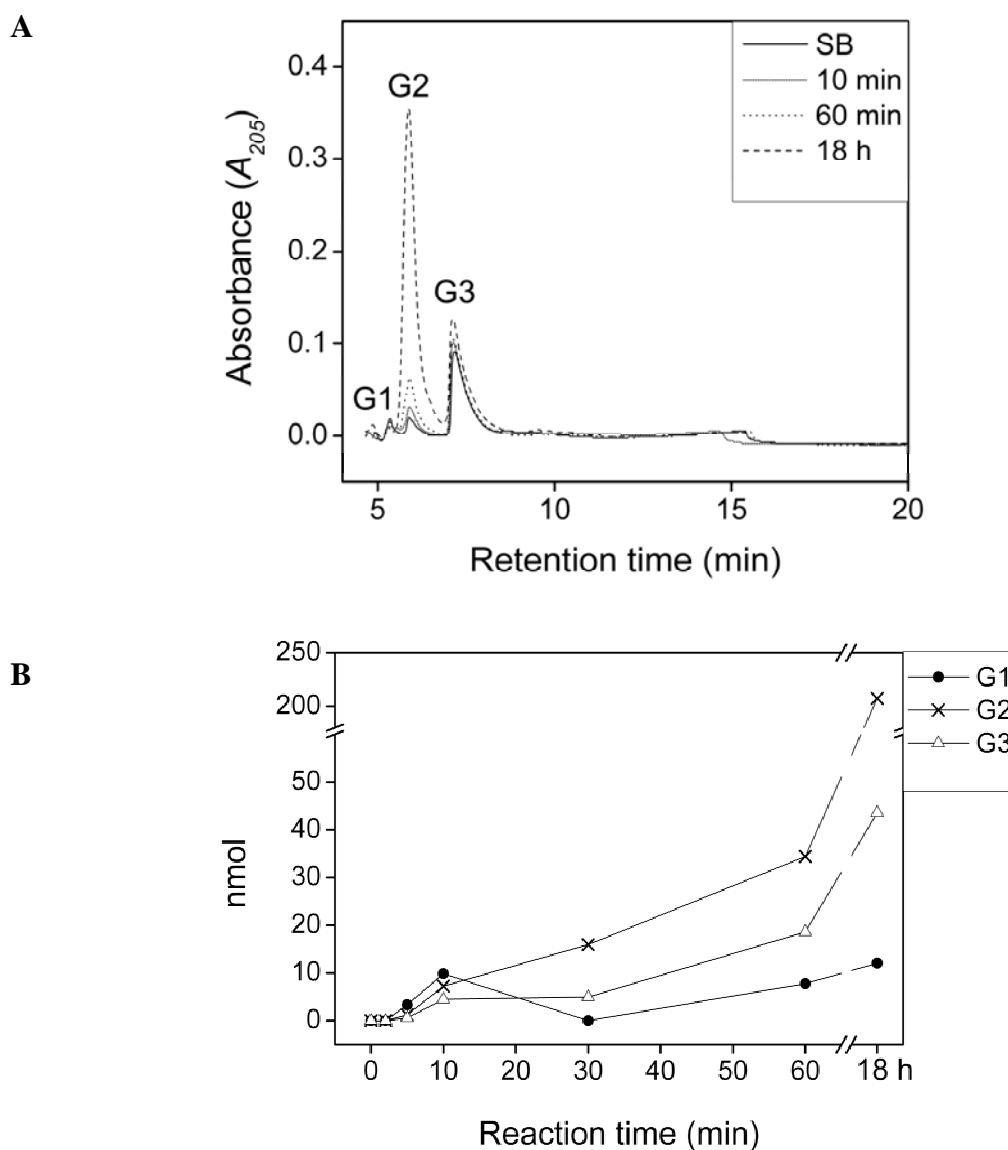 A
SB
10 min
60 min
18 h
0.4
0.3
0.2
0.1
0.0
G2
G3
G1
Absorbance (A205)
5
10
15
20
Retention time (min)
B
250
200
50
40
30
20
10
0
G1
G2
G3
nmol
0
10
20
30
40
50
60
18 h
Reaction time (min)